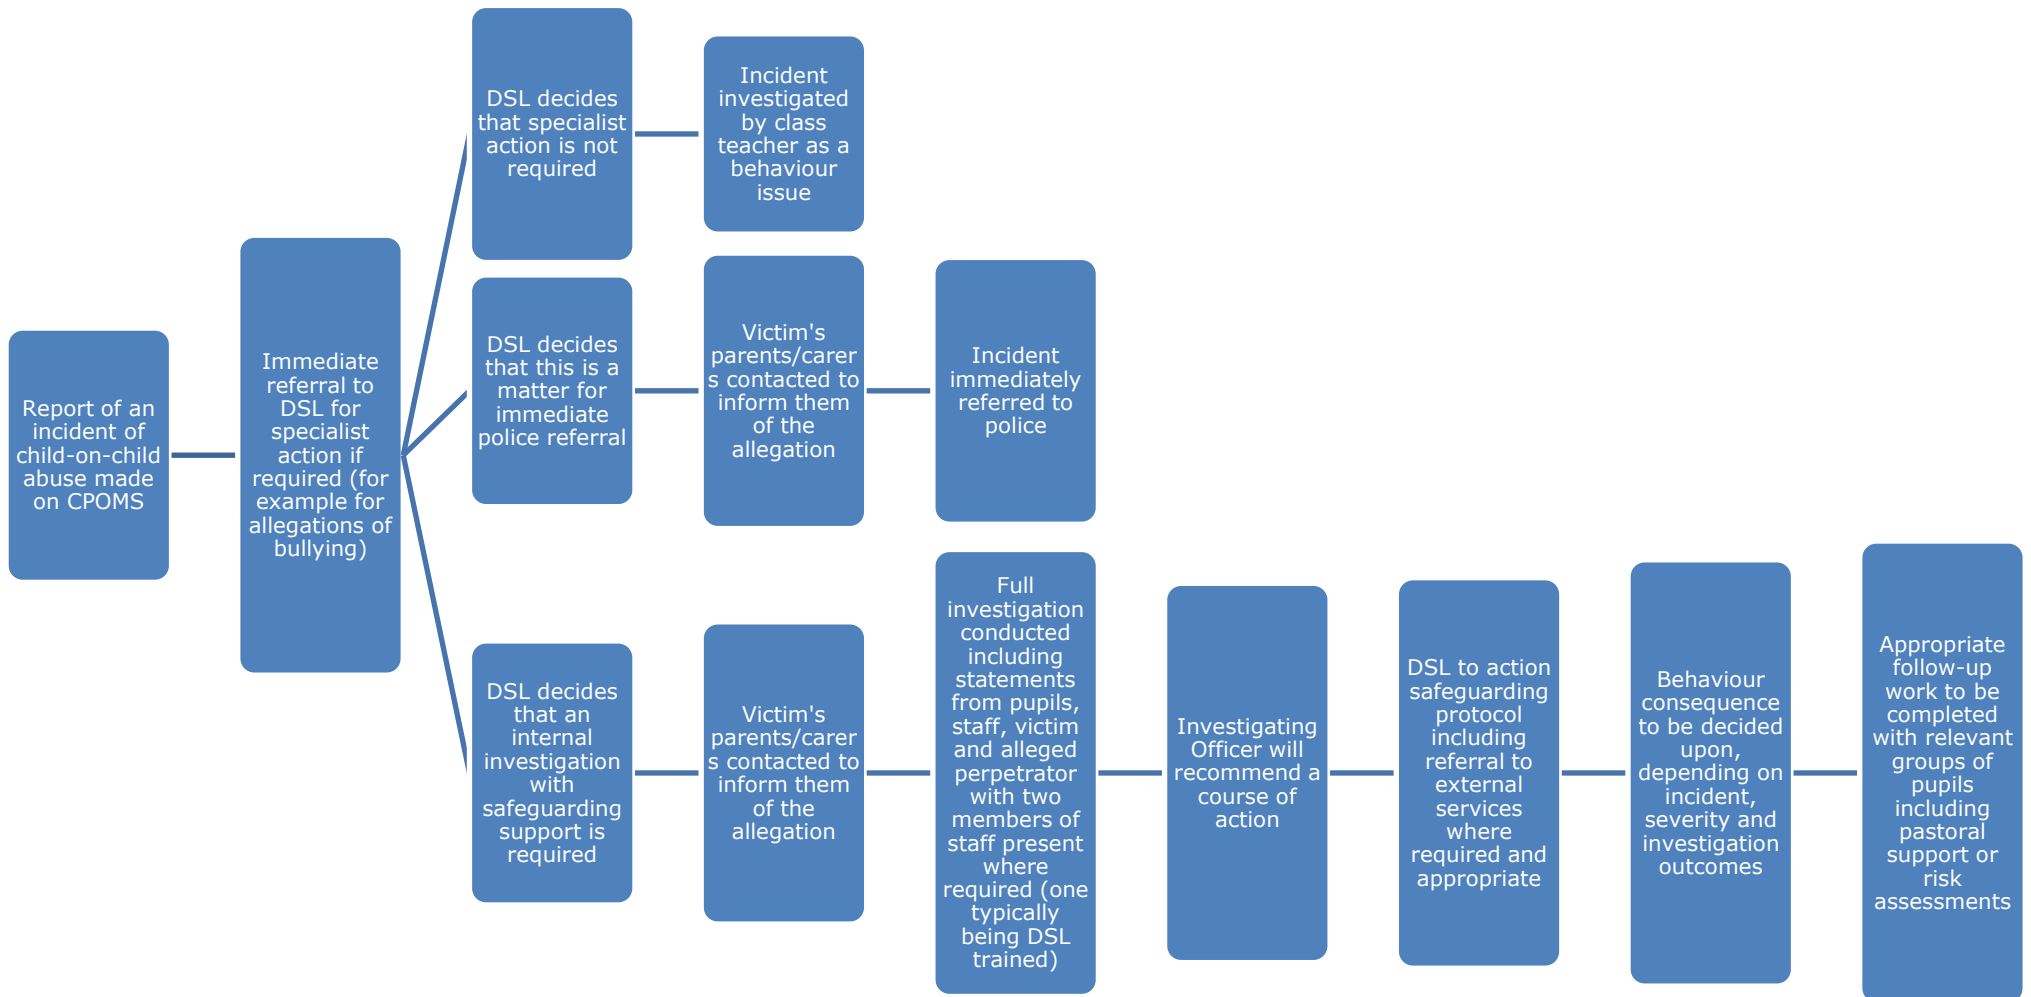 Report of an
incident of
child-on-child
abuse made
on CPOMS
Immediate
referral to
DSL for
specialist
action if
required (for
example for
allegations of
bullying)
DSL decides
that specialist
action is not
required
Incident
investigated
by class
teacher as a
behaviour
issue
DSL decides
that this is a
matter for
immediate
police referral
Victim's
parents/carer
s contacted to
inform them
of the
allegation
Incident
immediately
referred to
police
DSL decides
that an
internal
investigation
with
safeguarding
support is
required
Victim's
parents/carer
s contacted to
inform them
of the
allegation
Full
investigation
conducted
including
statements
from pupils,
staff, victim
and alleged
perpetrator
with two
members of
staff present
where
required (one
typically
being DSL
trained)
Investigating
Officer will
recommend a
course of
action
DSL to action
safeguarding
protocol
including
referral to
external
services
where
required and
appropriate
Behaviour
consequence
to be decided
upon,
depending on
incident,
severity and
investigation
outcomes
Appropriate
follow-up
work to be
completed
with relevant
groups of
pupils
including
pastoral
support or
risk
assessments